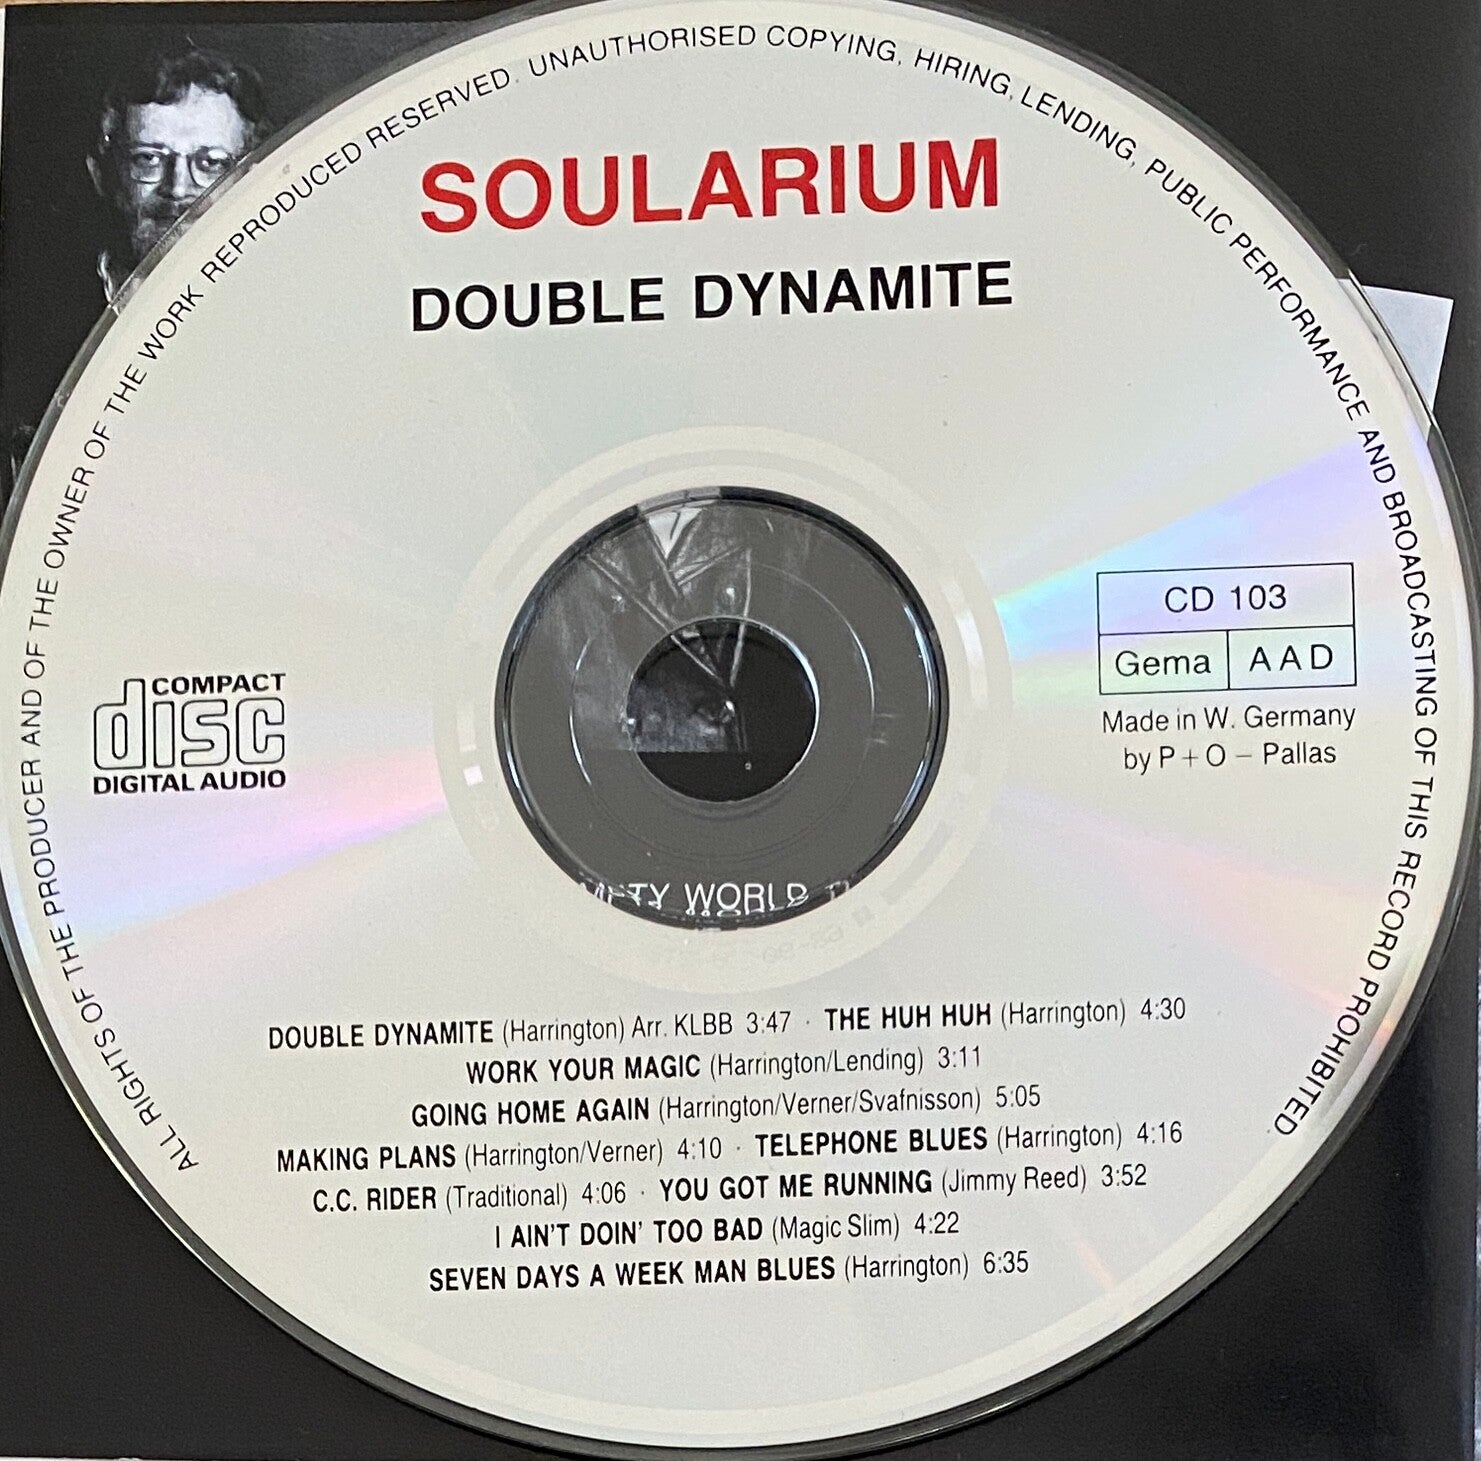 ALL RIGHTS OF THE PRODUCER AND OF THE OWNER OF THE WORK REPRODUCED RESERVED. UNAUTHORISED COPYING, HIRING, LENDING, PUBLIC PERFORMANCE AND BROADCASTING OF THIS RECORD PROHIBITED
SOULARIUM
DOUBLE DYNAMITE
COMPACT
disc
DIGITAL AUDIO
CD 103
Gema AAD
Made in W. Germany
by P+O – Pallas
WORLD
DOUBLE DYNAMITE (Harrington) Arr. KLBB 3:47 · THE HUH HUH (Harrington) 4:30
WORK YOUR MAGIC (Harrington/Lending) 3:11
GOING HOME AGAIN (Harrington/Verner/Svafnisson) 5:05
MAKING PLANS (Harrington/Verner) 4:10 · TELEPHONE BLUES (Harrington) 4:16
C.C. RIDER (Traditional) 4:06 · YOU GOT ME RUNNING (Jimmy Reed) 3:52
I AIN'T DOIN' TOO BAD (Magic Slim) 4:22
SEVEN DAYS A WEEK MAN BLUES (Harrington) 6:35